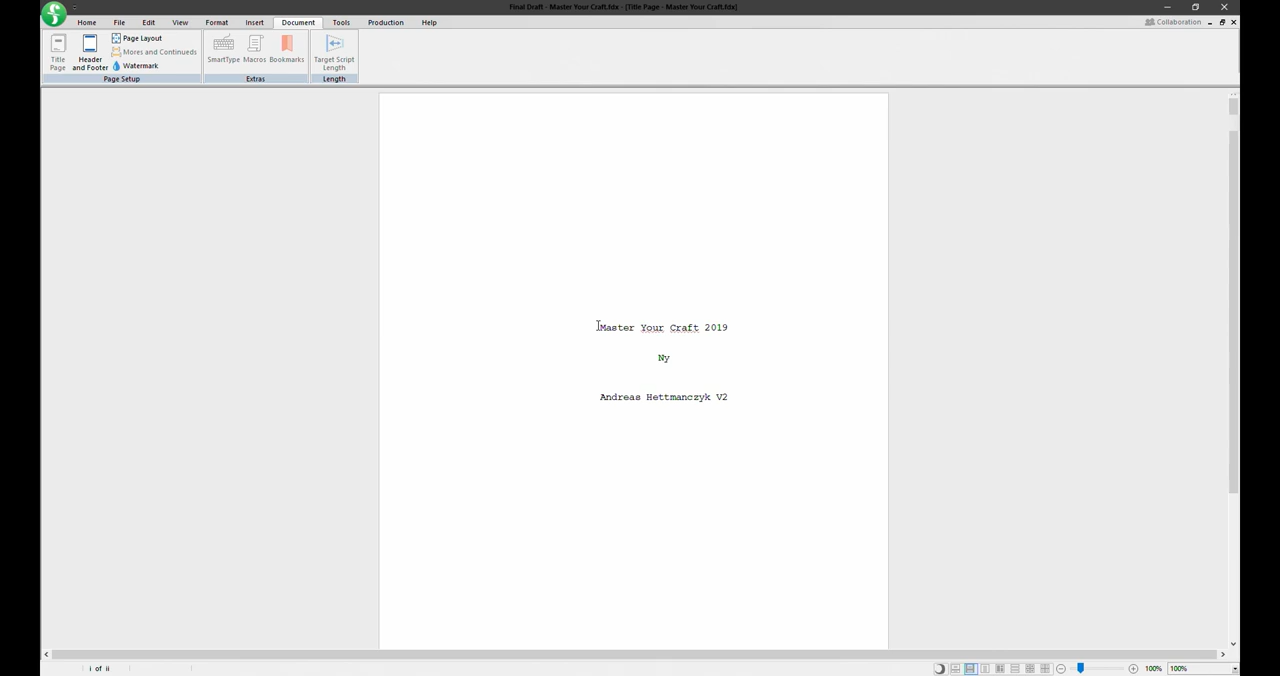 Final Draft - Master Your Craft.fdx - [Title Page - Master Your Craft.fdx]
Home File Edit View Format Insert Document Tools Production Help Collaboration
Title Page
Header and Footer
Page Layout
Mores and Continueds
Watermark
Page Setup
SmartType Macros Bookmarks
Extras
Target Script Length
Length
Master Your Craft 2019
Ny
Andreas Hettmanczyk V2
i of ii
100% 100%